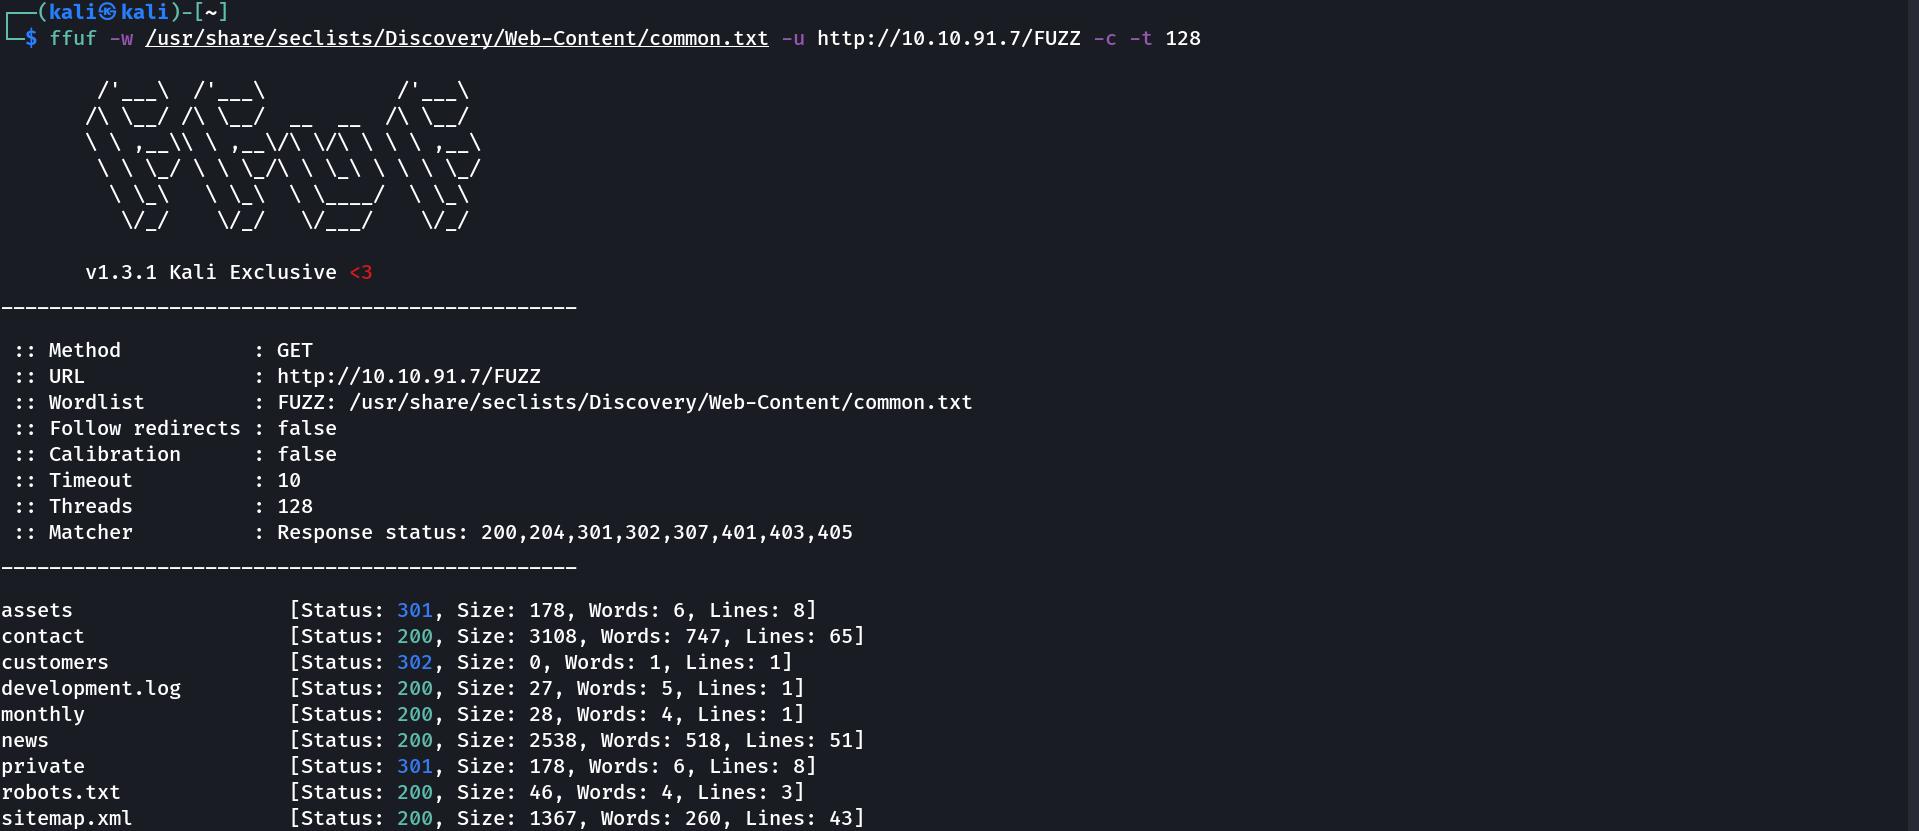 ┌──(kali㉿kali)-[~]
└─$ ffuf -w /usr/share/seclists/Discovery/Web-Content/common.txt -u http://10.10.91.7/FUZZ -c -t 128
        /'___\  /'___\           /'___\
       /\ \__/ /\ \__/  __  __  /\ \__/
       \ \ ,__\\ \ ,__\/\ \/\ \ \ \ ,__\
        \ \ \_/ \ \ \_/\ \ \_\ \ \ \ \_/
         \ \_\   \ \_\  \ \____/  \ \_\
          \/_/    \/_/   \/___/    \/_/
       v1.3.1 Kali Exclusive <3
________________________________________________
 :: Method           : GET
 :: URL              : http://10.10.91.7/FUZZ
 :: Wordlist         : FUZZ: /usr/share/seclists/Discovery/Web-Content/common.txt
 :: Follow redirects : false
 :: Calibration      : false
 :: Timeout          : 10
 :: Threads          : 128
 :: Matcher          : Response status: 200,204,301,302,307,401,403,405
________________________________________________
assets                  [Status: 301, Size: 178, Words: 6, Lines: 8]
contact                 [Status: 200, Size: 3108, Words: 747, Lines: 65]
customers               [Status: 302, Size: 0, Words: 1, Lines: 1]
development.log         [Status: 200, Size: 27, Words: 5, Lines: 1]
monthly                 [Status: 200, Size: 28, Words: 4, Lines: 1]
news                    [Status: 200, Size: 2538, Words: 518, Lines: 51]
private                 [Status: 301, Size: 178, Words: 6, Lines: 8]
robots.txt              [Status: 200, Size: 46, Words: 4, Lines: 3]
sitemap.xml             [Status: 200, Size: 1367, Words: 260, Lines: 43]